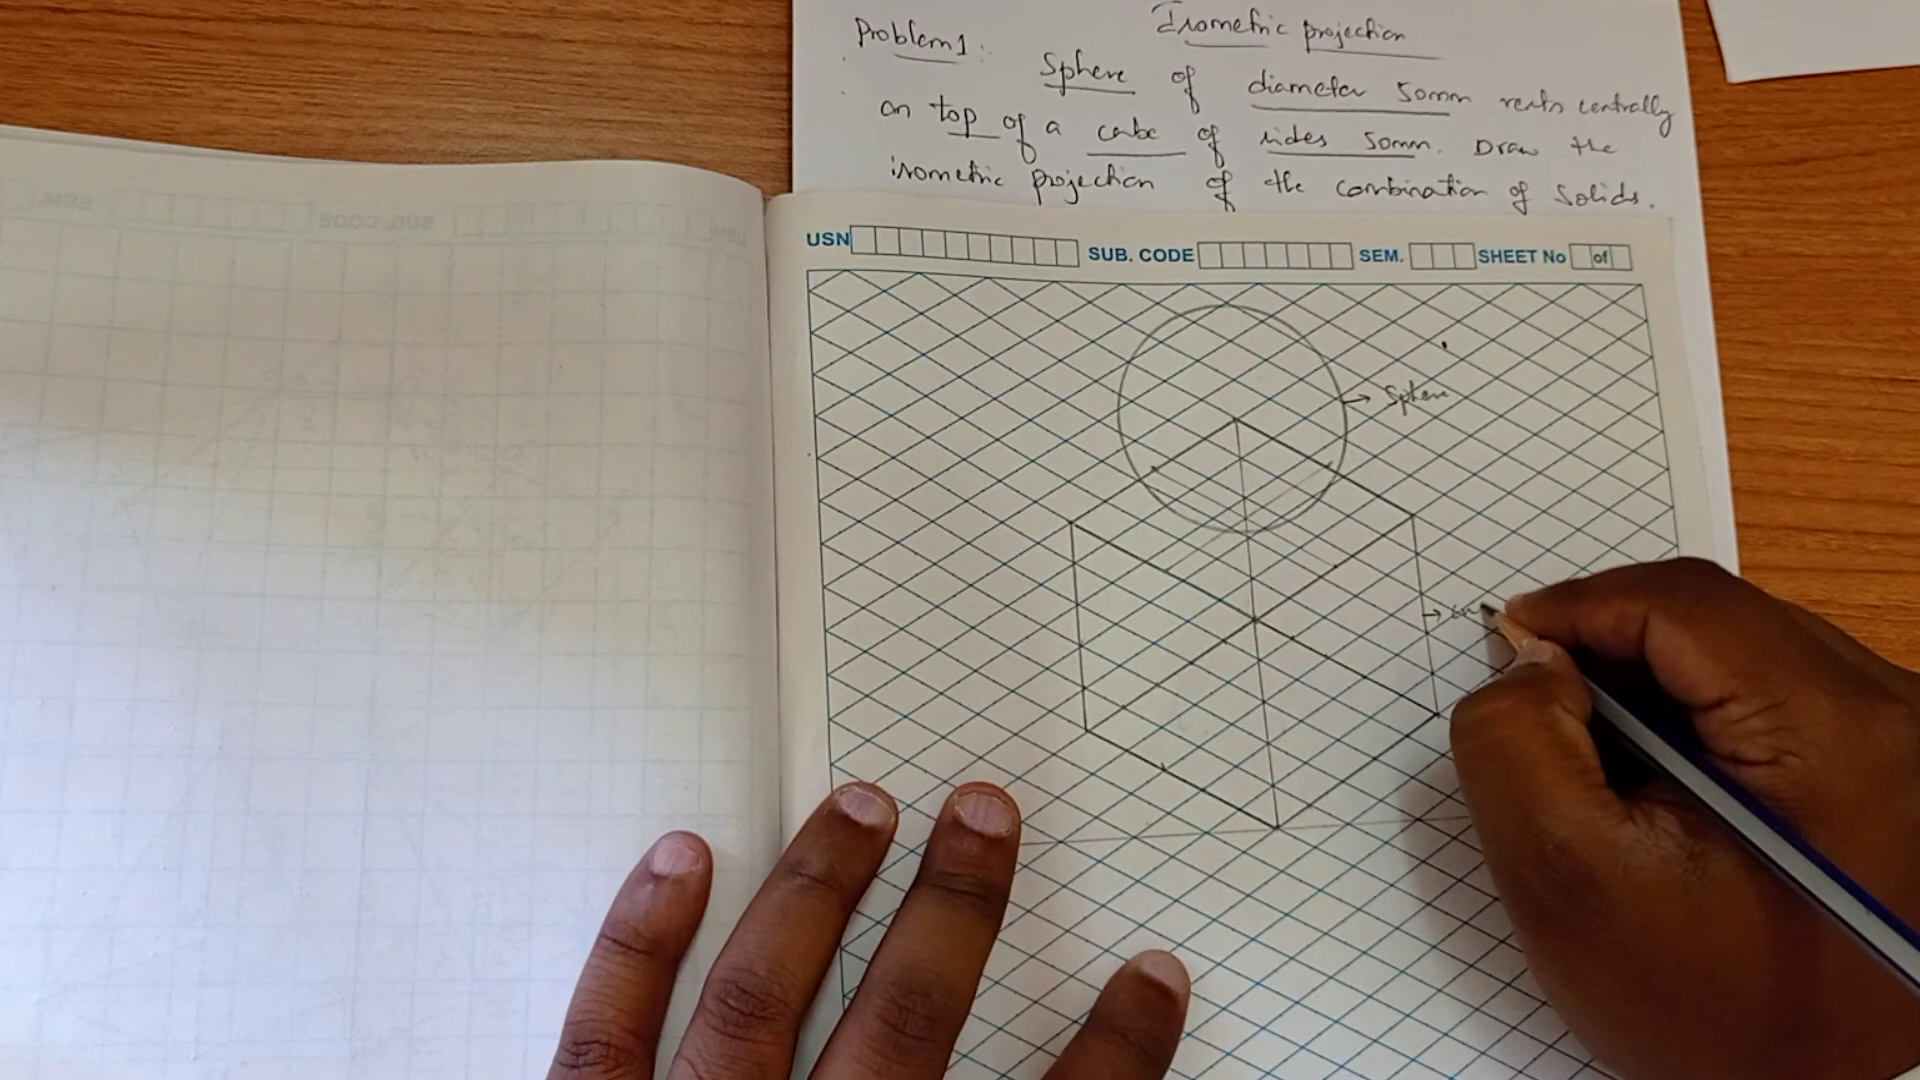 Isometric projection
Problem 1:
Sphere of diameter 50mm rests centrally
on top of a cube of sides 50mm. Draw the
isometric projection of the combination of Solids.
USN SUB. CODE SEM. SHEET No of
Sphere